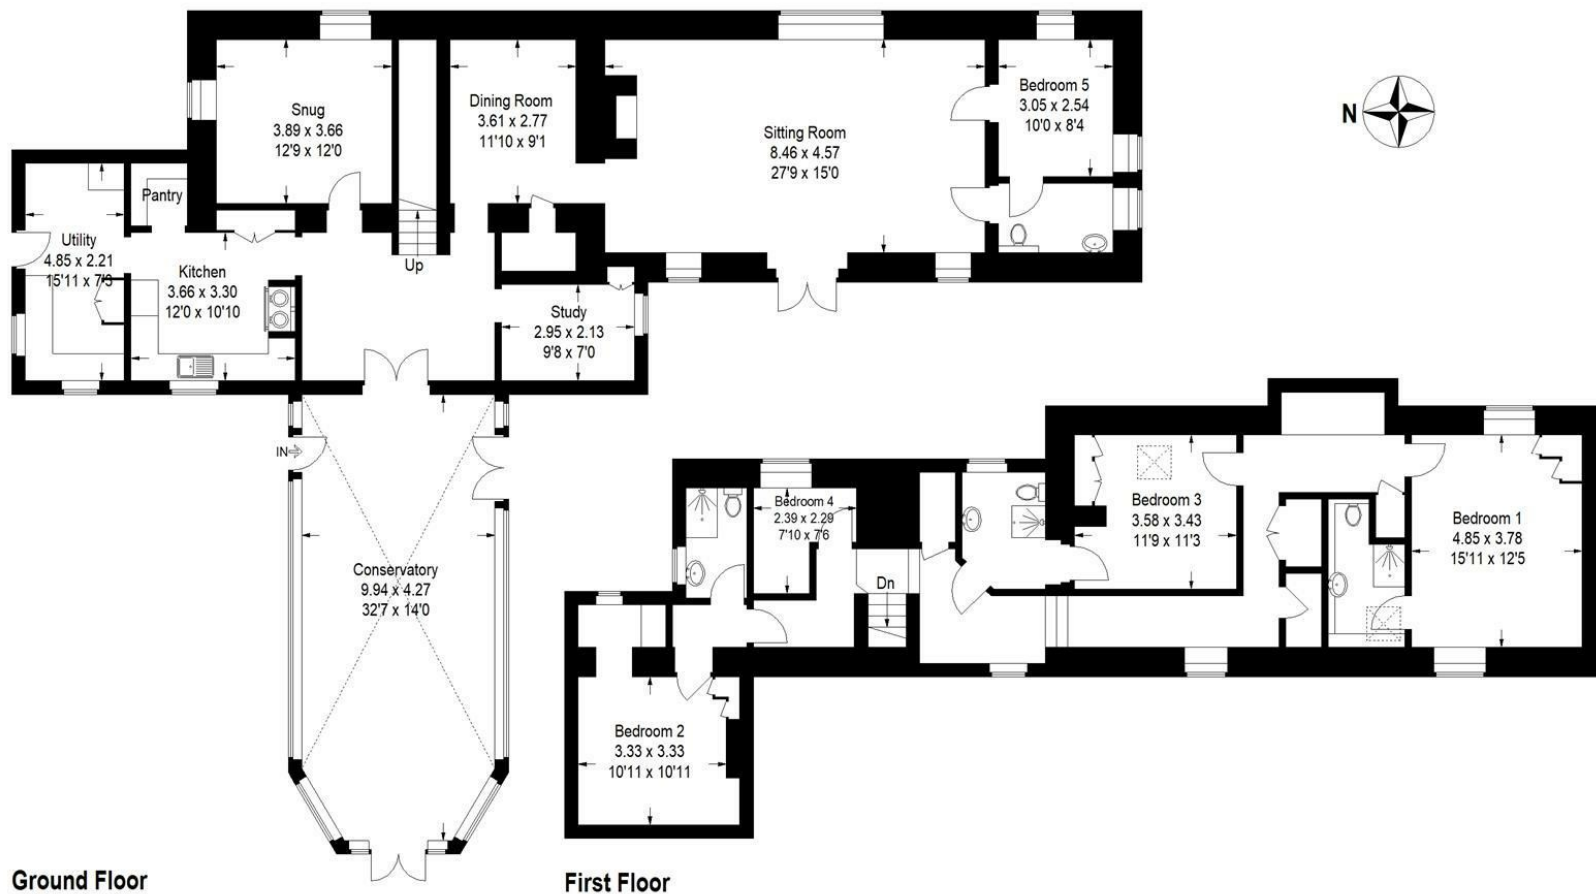 Snug
3.89 x 3.66
12'9 x 12'0
Dining Room
3.61 x 2.77
11'10 x 9'1
Sitting Room
8.46 x 4.57
27'9 x 15'0
Bedroom 5
3.05 x 2.54
10'0 x 8'4
N
Pantry
Utility
4.85 x 2.21
15'11 x 7'3
Kitchen
3.66 x 3.30
12'0 x 10'10
Up
Study
2.95 x 2.13
9'8 x 7'0
IN
Conservatory
9.94 x 4.27
32'7 x 14'0
Bedroom 4
2.39 x 2.29
7'10 x 7'6
Dn
Bedroom 3
3.58 x 3.43
11'9 x 11'3
Bedroom 1
4.85 x 3.78
15'11 x 12'5
Bedroom 2
3.33 x 3.33
10'11 x 10'11
Ground Floor
First Floor